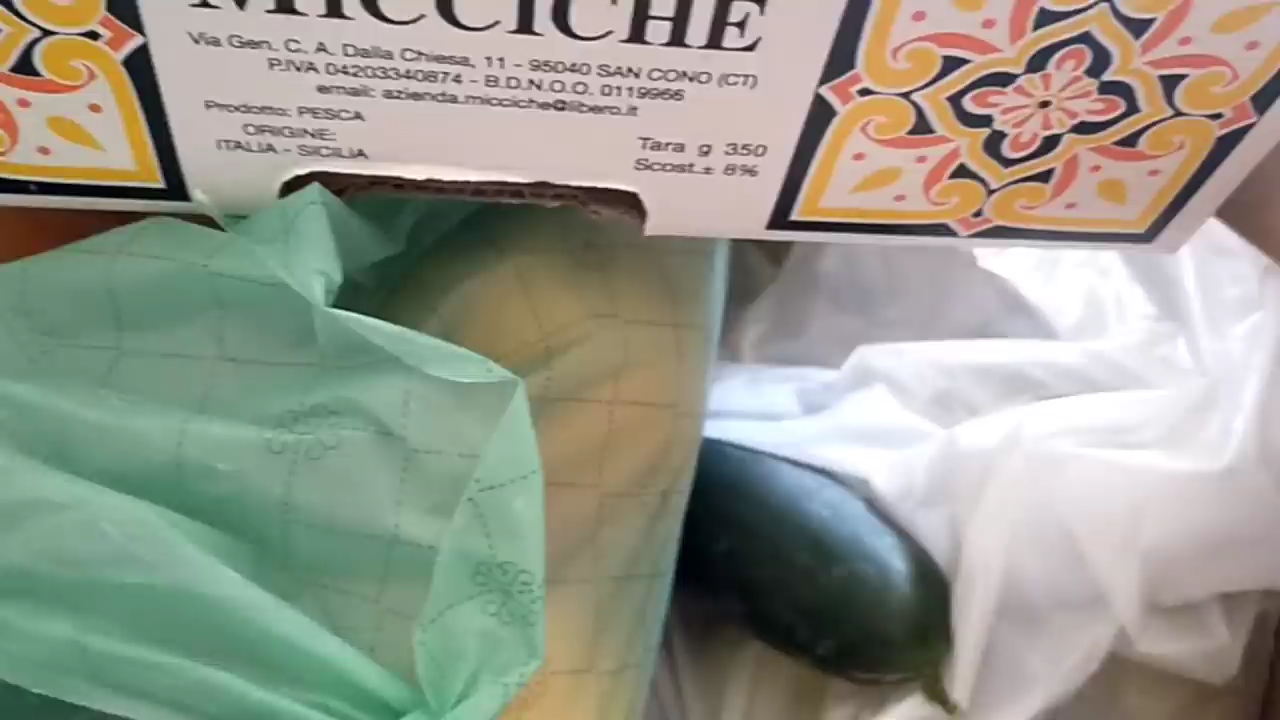 MICCICHÈ
Via Gen. C. A. Dalla Chiesa, 11 - 95040 SAN CONO (CT)
P.IVA 04203340874 - B.D.N.O.O. 0119966
email: azienda.micciche@libero.it
Prodotto: PESCA
ORIGINE:
ITALIA - SICILIA
Tara g 350
Scost.± 8%